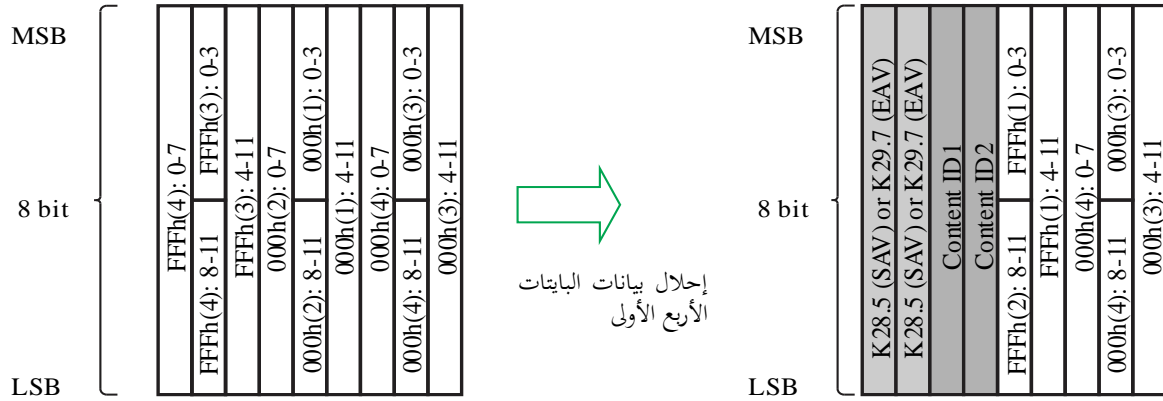 MSB
8 bit
LSB
FFFh(4): 0-7
FFFh(3): 0-3
FFFh(4): 8-11
FFFh(3): 4-11
000h(2): 0-7
000h(1): 0-3
000h(2): 8-11
000h(1): 4-11
000h(4): 0-7
000h(3): 0-3
000h(4): 8-11
000h(3): 4-11
إحلال بيانات البايتات
الأربع الأولى
MSB
8 bit
LSB
K28.5 (SAV) or K29.7 (EAV)
K28.5 (SAV) or K29.7 (EAV)
Content ID1
Content ID2
FFFh(1): 0-3
FFFh(2): 8-11
FFFh(1): 4-11
000h(4): 0-7
000h(3): 0-3
000h(4): 8-11
000h(3): 4-11